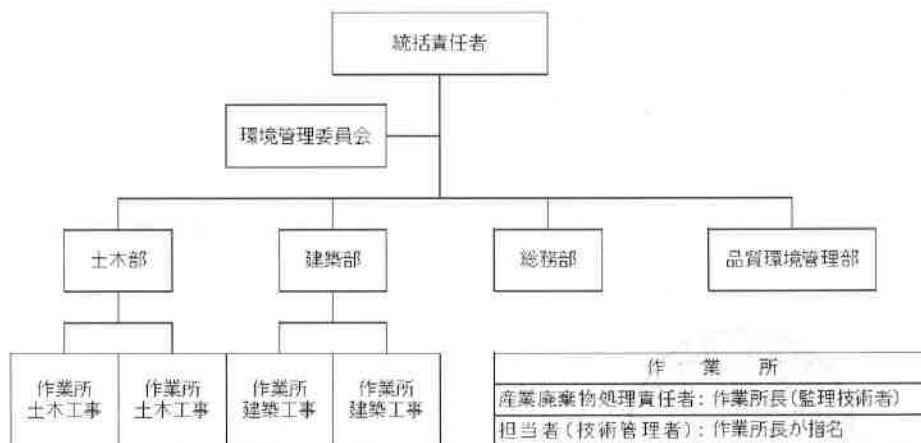 統括責任者
環境管理委員会
土木部
建築部
総務部
品質環境管理部
作業所
土木工事
作業所
土木工事
作業所
建築工事
作業所
建築工事
作業所
産業廃棄物処理責任者：作業所長(監理技術者)
担当者(技術管理者)：作業所長が指名